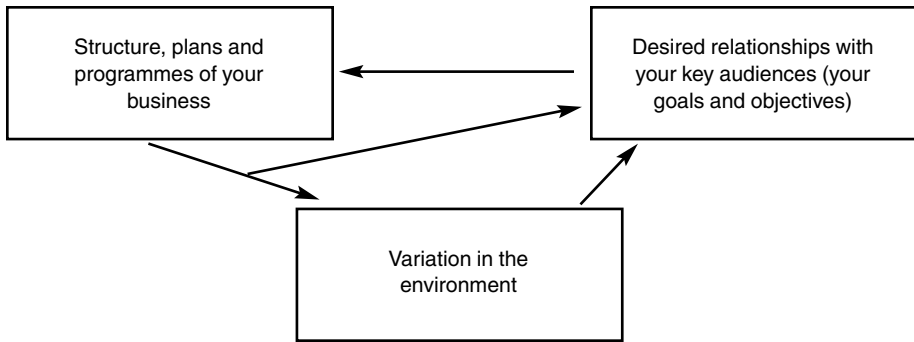 Structure, plans and
programmes of your
business
Desired relationships with
your key audiences (your
goals and objectives)
Variation in the
environment